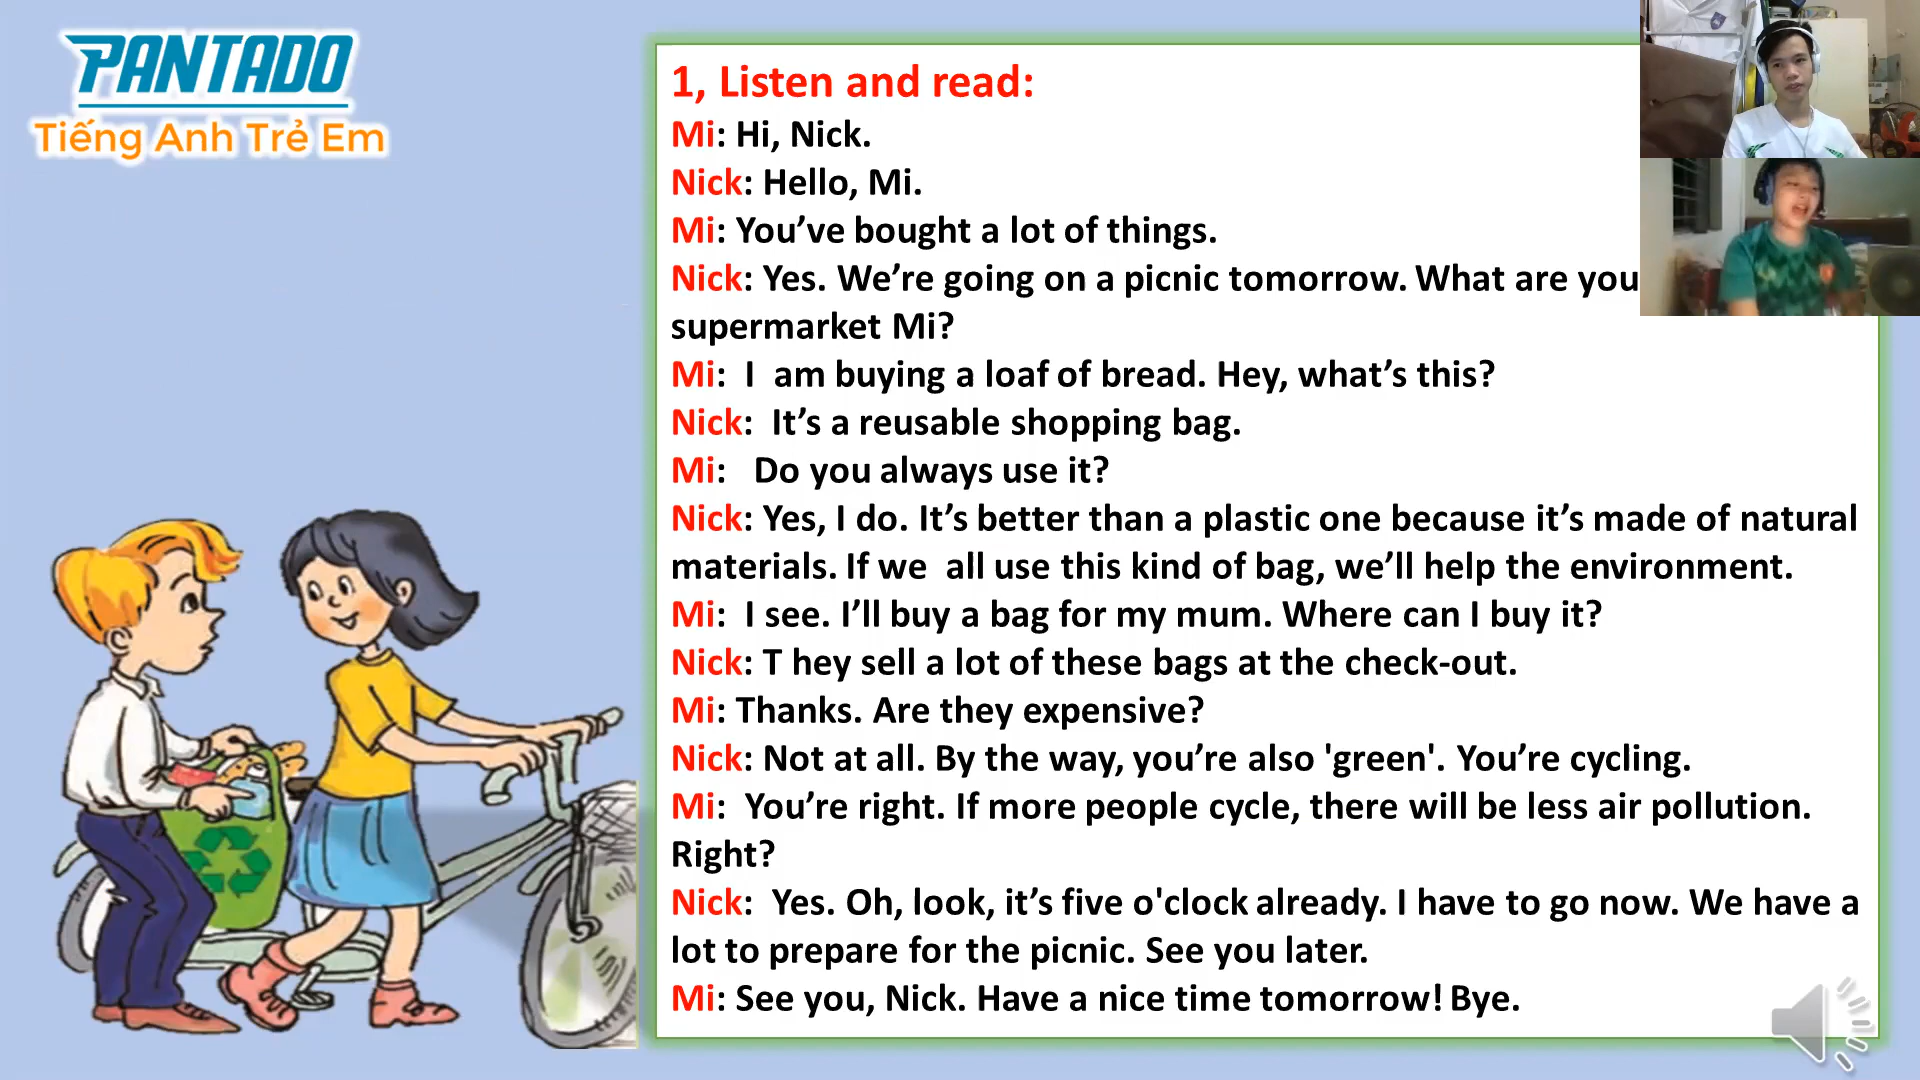 PANTADO
Tiếng Anh Trẻ Em
1, Listen and read:
Mi: Hi, Nick.
Nick: Hello, Mi.
Mi: You’ve bought a lot of things.
Nick: Yes. We’re going on a picnic tomorrow. What are you
supermarket Mi?
Mi:  I  am buying a loaf of bread. Hey, what’s this?
Nick:  It’s a reusable shopping bag.
Mi:   Do you always use it?
Nick: Yes, I do. It’s better than a plastic one because it’s made of natural
materials. If we  all use this kind of bag, we’ll help the environment.
Mi:  I see. I’ll buy a bag for my mum. Where can I buy it?
Nick: T hey sell a lot of these bags at the check-out.
Mi: Thanks. Are they expensive?
Nick: Not at all. By the way, you’re also 'green'. You’re cycling.
Mi:  You’re right. If more people cycle, there will be less air pollution.
Right?
Nick:  Yes. Oh, look, it’s five o'clock already. I have to go now. We have a
lot to prepare for the picnic. See you later.
Mi: See you, Nick. Have a nice time tomorrow! Bye.